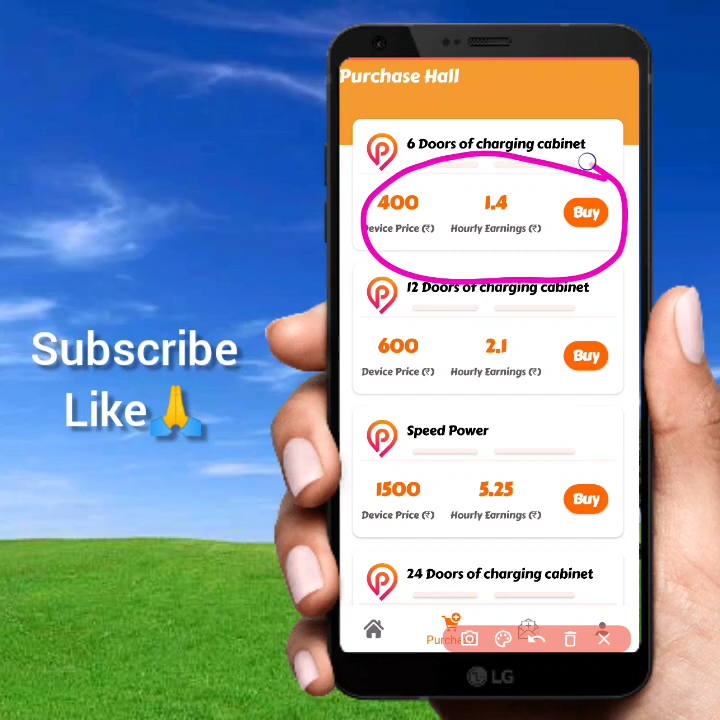 Purchase Hall
6 Doors of charging cabinet
400 1.4 Buy
Device Price (₹) Hourly Earnings (₹)
12 Doors of charging cabinet
600 2.1 Buy
Device Price (₹) Hourly Earnings (₹)
Speed Power
1500 5.25 Buy
Device Price (₹) Hourly Earnings (₹)
24 Doors of charging cabinet
LG
Subscribe
Like🙏